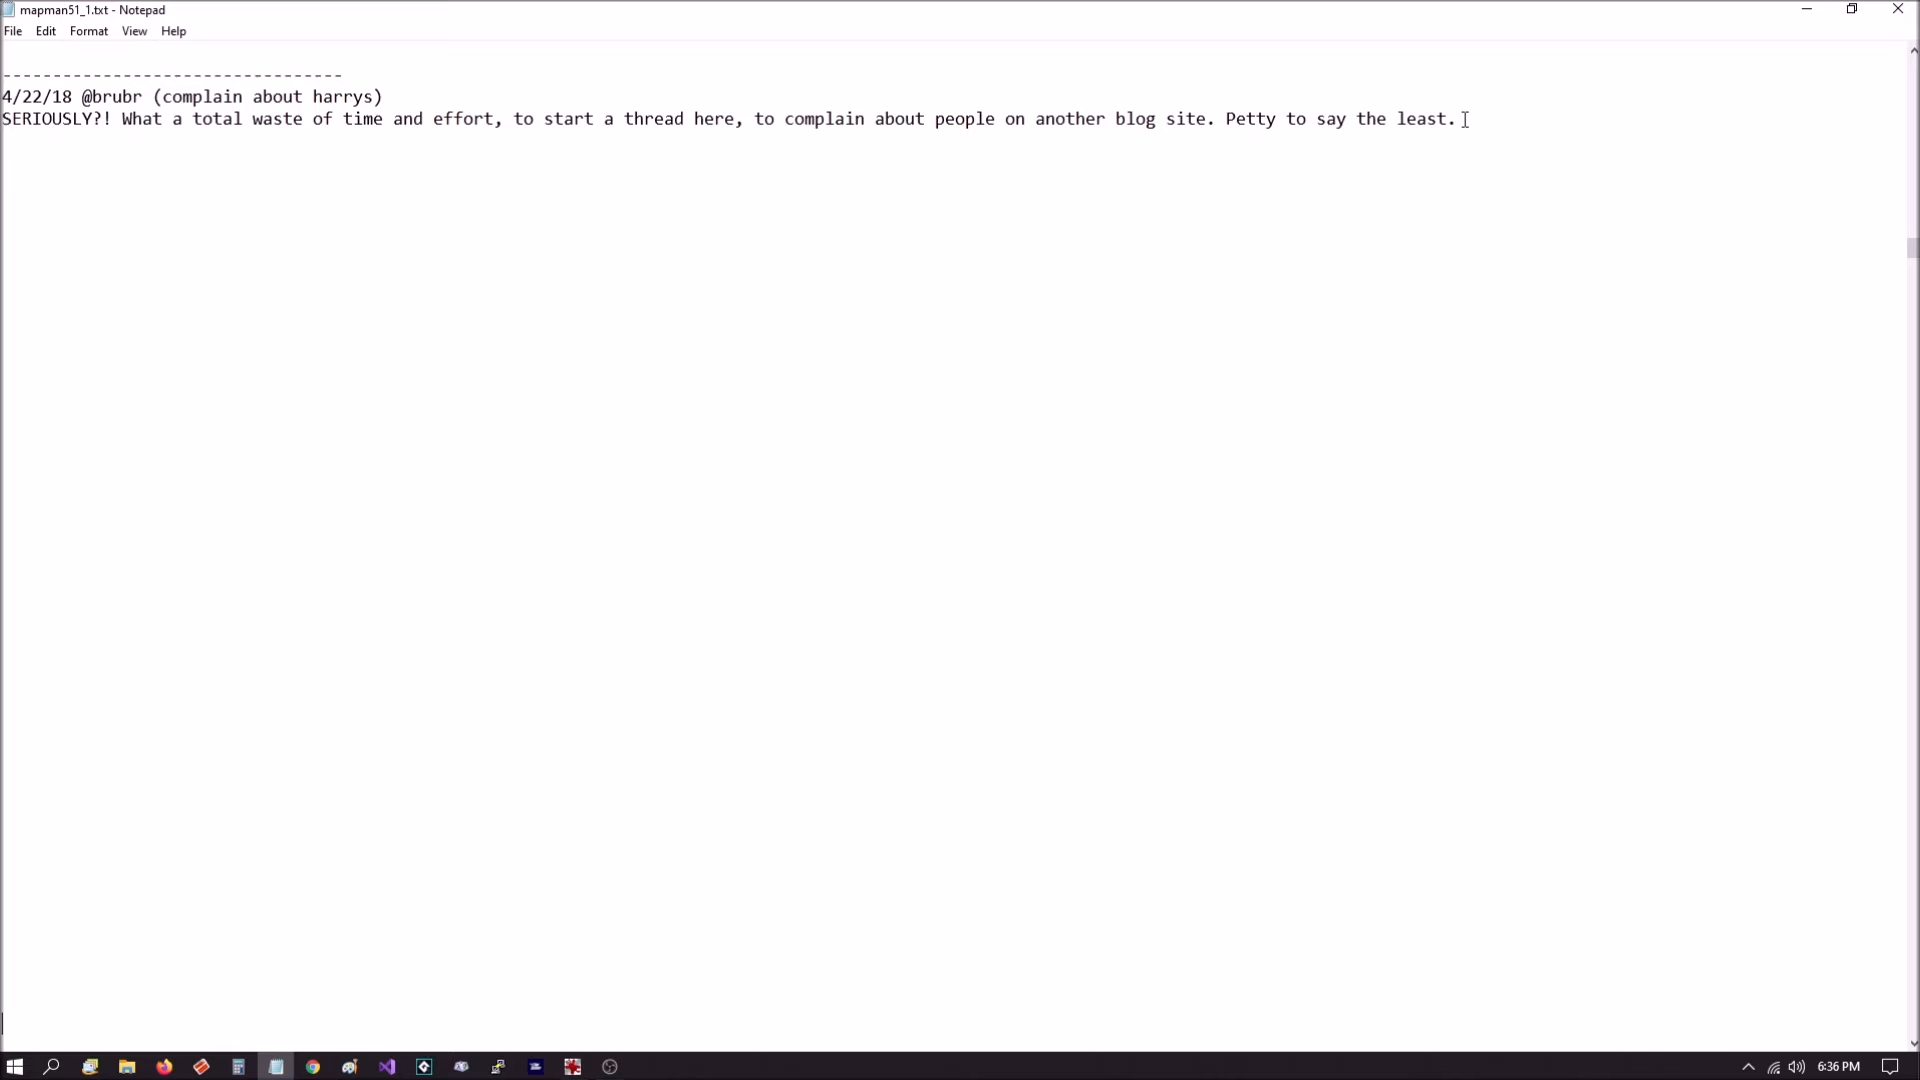 mapman51_1.txt - Notepad
File Edit Format View Help
----------------------------------
4/22/18 @brubr (complain about harrys)
SERIOUSLY?! What a total waste of time and effort, to start a thread here, to complain about people on another blog site. Petty to say the least.
6:36 PM